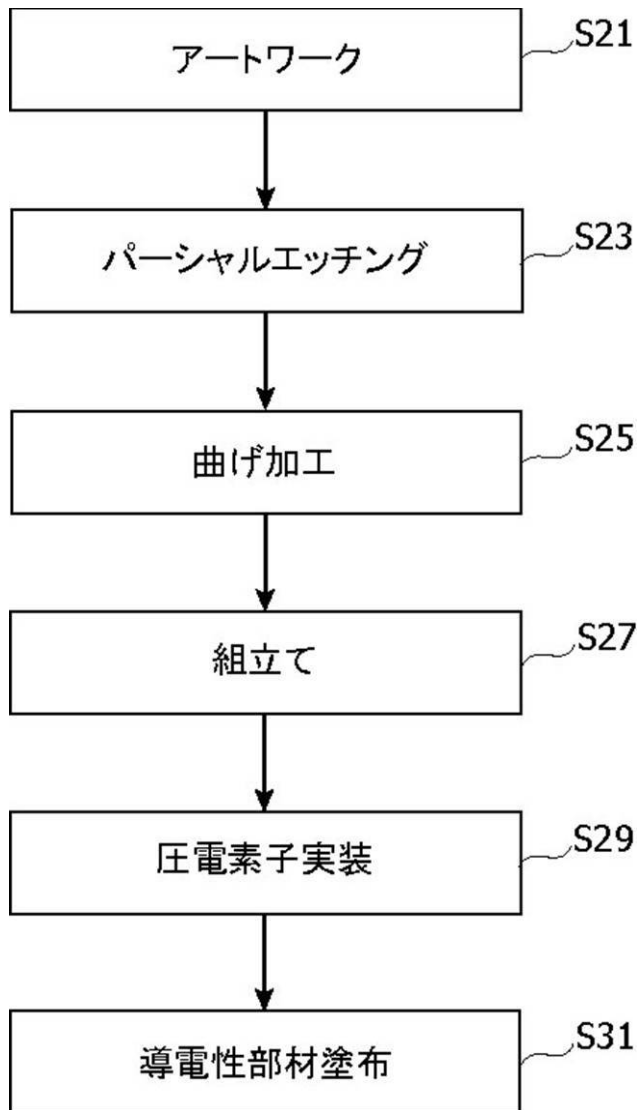 アートワーク
S21
パーシャルエッチング
S23
曲げ加工
S25
組立て
S27
圧電素子実装
S29
導電性部材塗布
S31